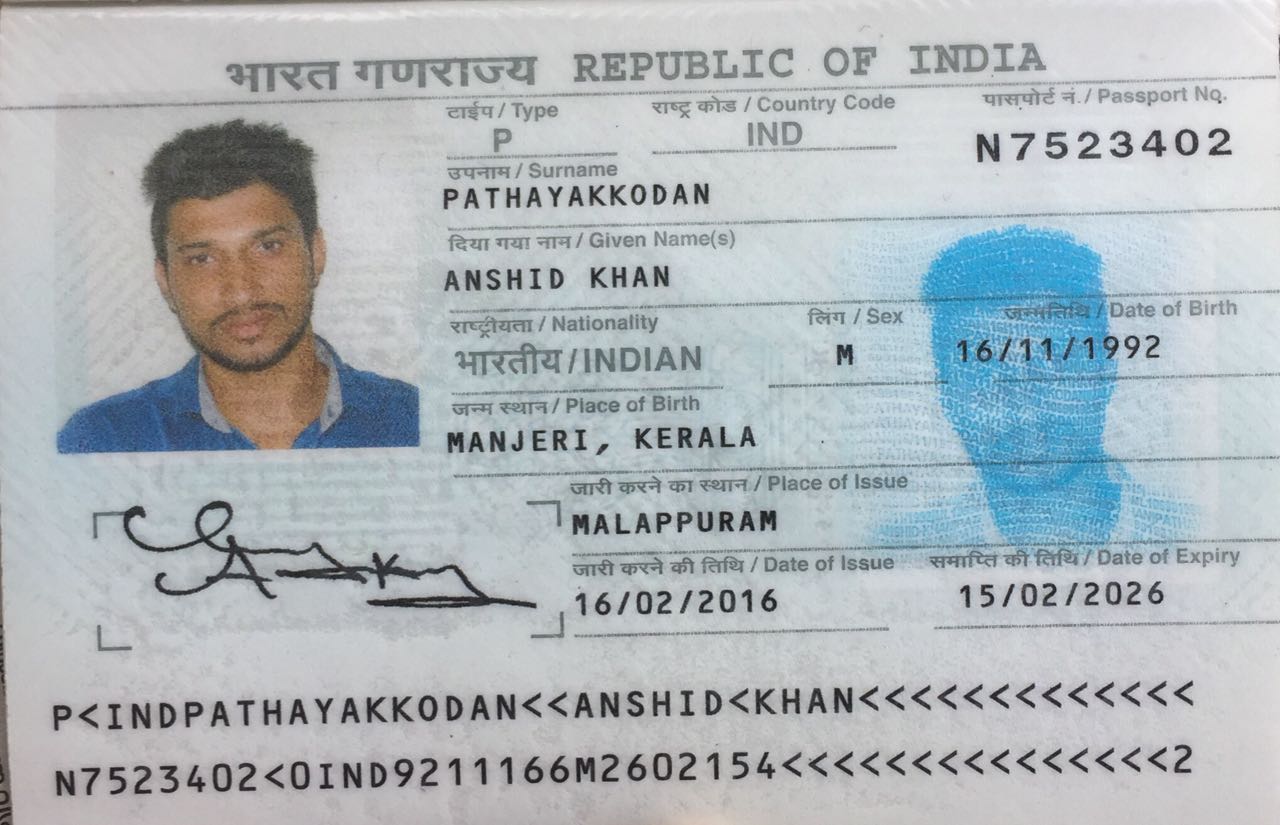 भारत गणराज्य REPUBLIC OF INDIA
टाईप / Type राष्ट्र कोड / Country Code पासपोर्ट नं. / Passport No.
P IND N7523402
उपनाम / Surname
PATHAYAKKODAN
दिया गया नाम / Given Name(s)
ANSHID KHAN
राष्ट्रीयता / Nationality लिंग / Sex जन्मतिथि / Date of Birth
भारतीय / INDIAN M 16/11/1992
जन्म स्थान / Place of Birth
MANJERI, KERALA
जारी करने का स्थान / Place of Issue
MALAPPURAM
जारी करने की तिथि / Date of Issue समाप्ति की तिथि / Date of Expiry
16/02/2016 15/02/2026
P<INDPATHAYAKKODAN<<ANSHID<KHAN<<<<<<<<<<<<<
N7523402<0IND9211166M2602154<<<<<<<<<<<<<<<2